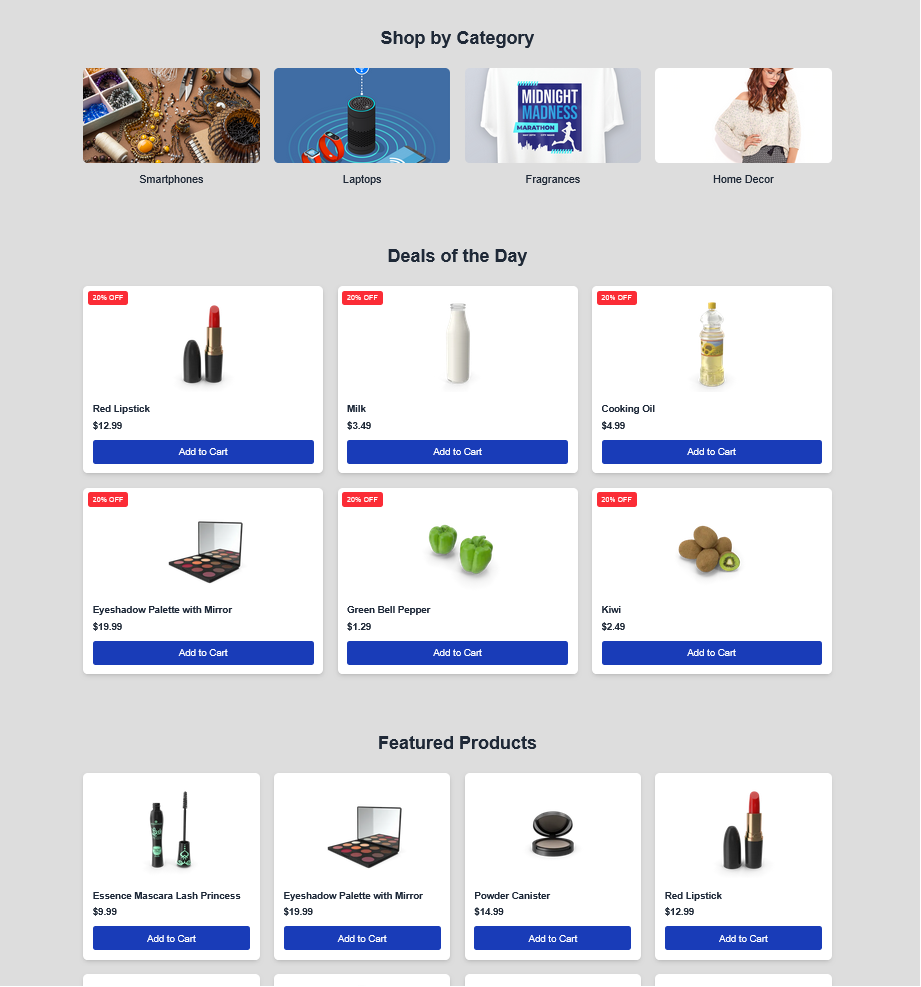 Shop by Category
MIDNIGHT
MADNESS
MARATHON
Smartphones
Laptops
Fragrances
Home Decor
Deals of the Day
20% OFF
20% OFF
20% OFF
Red Lipstick
Milk
Cooking Oil
$12.99
$3.49
$4.99
Add to Cart
Add to Cart
Add to Cart
20% OFF
20% OFF
20% OFF
Eyeshadow Palette with Mirror
Green Bell Pepper
Kiwi
$19.99
$1.29
$2.49
Add to Cart
Add to Cart
Add to Cart
Featured Products
Essence Mascara Lash Princess
Eyeshadow Palette with Mirror
Powder Canister
Red Lipstick
$9.99
$19.99
$14.99
$12.99
Add to Cart
Add to Cart
Add to Cart
Add to Cart